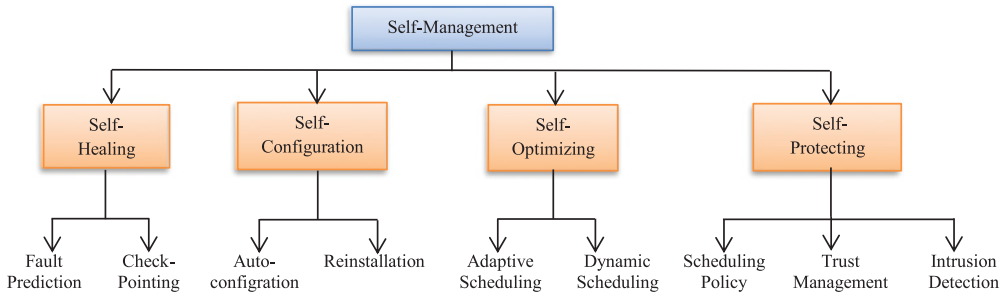 Self-Management
Self-
Healing
Self-
Configuration
Self-
Optimizing
Self-
Protecting
Fault
Prediction
Check-
Pointing
Auto-
configration
Reinstallation
Adaptive
Scheduling
Dynamic
Scheduling
Scheduling
Policy
Trust
Management
Intrusion
Detection